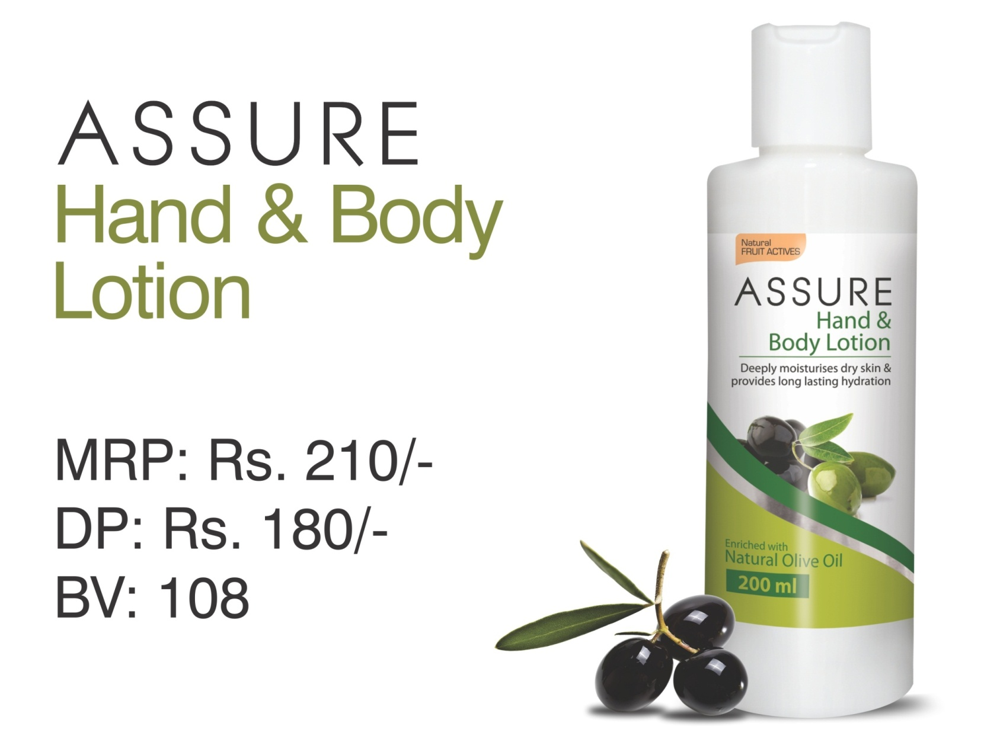 ASSURE
Hand & Body
Lotion
MRP: Rs. 210/-
DP: Rs. 180/-
BV: 108
Natural
FRUIT ACTIVES
ASSURE
Hand &
Body Lotion
Deeply moisturises dry skin &
provides long lasting hydration
Enriched with
Natural Olive Oil
200 ml